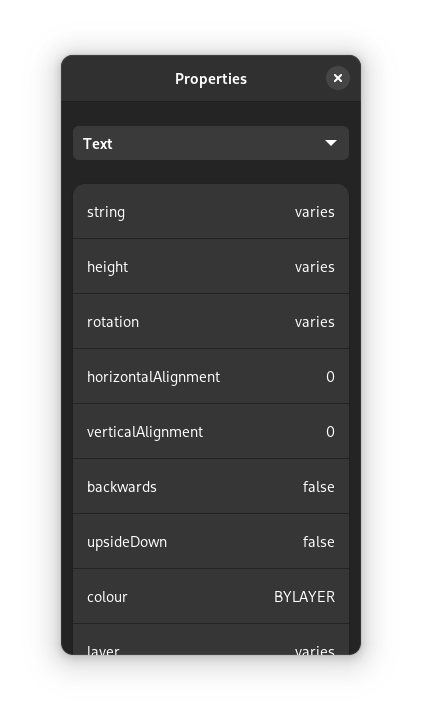 Properties
Text
string varies
height varies
rotation varies
horizontalAlignment 0
verticalAlignment 0
backwards false
upsideDown false
colour BYLAYER
layer varies